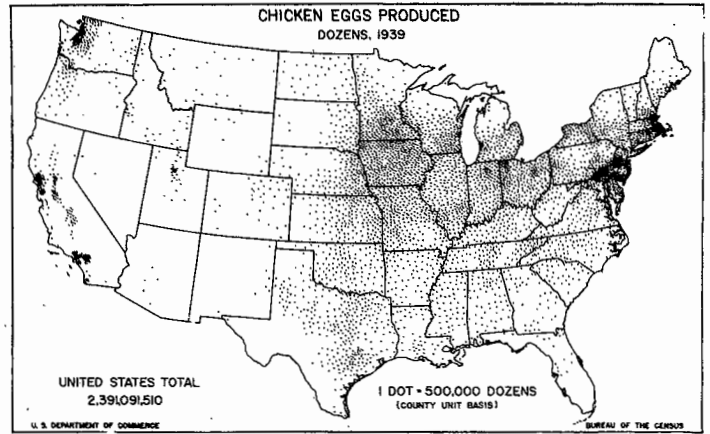 CHICKEN EGGS PRODUCED
DOZENS, 1939
UNITED STATES TOTAL
2,391,091,510
1 DOT = 500,000 DOZENS
(COUNTY UNIT BASIS)
U. S. DEPARTMENT OF COMMERCE
BUREAU OF THE CENSUS